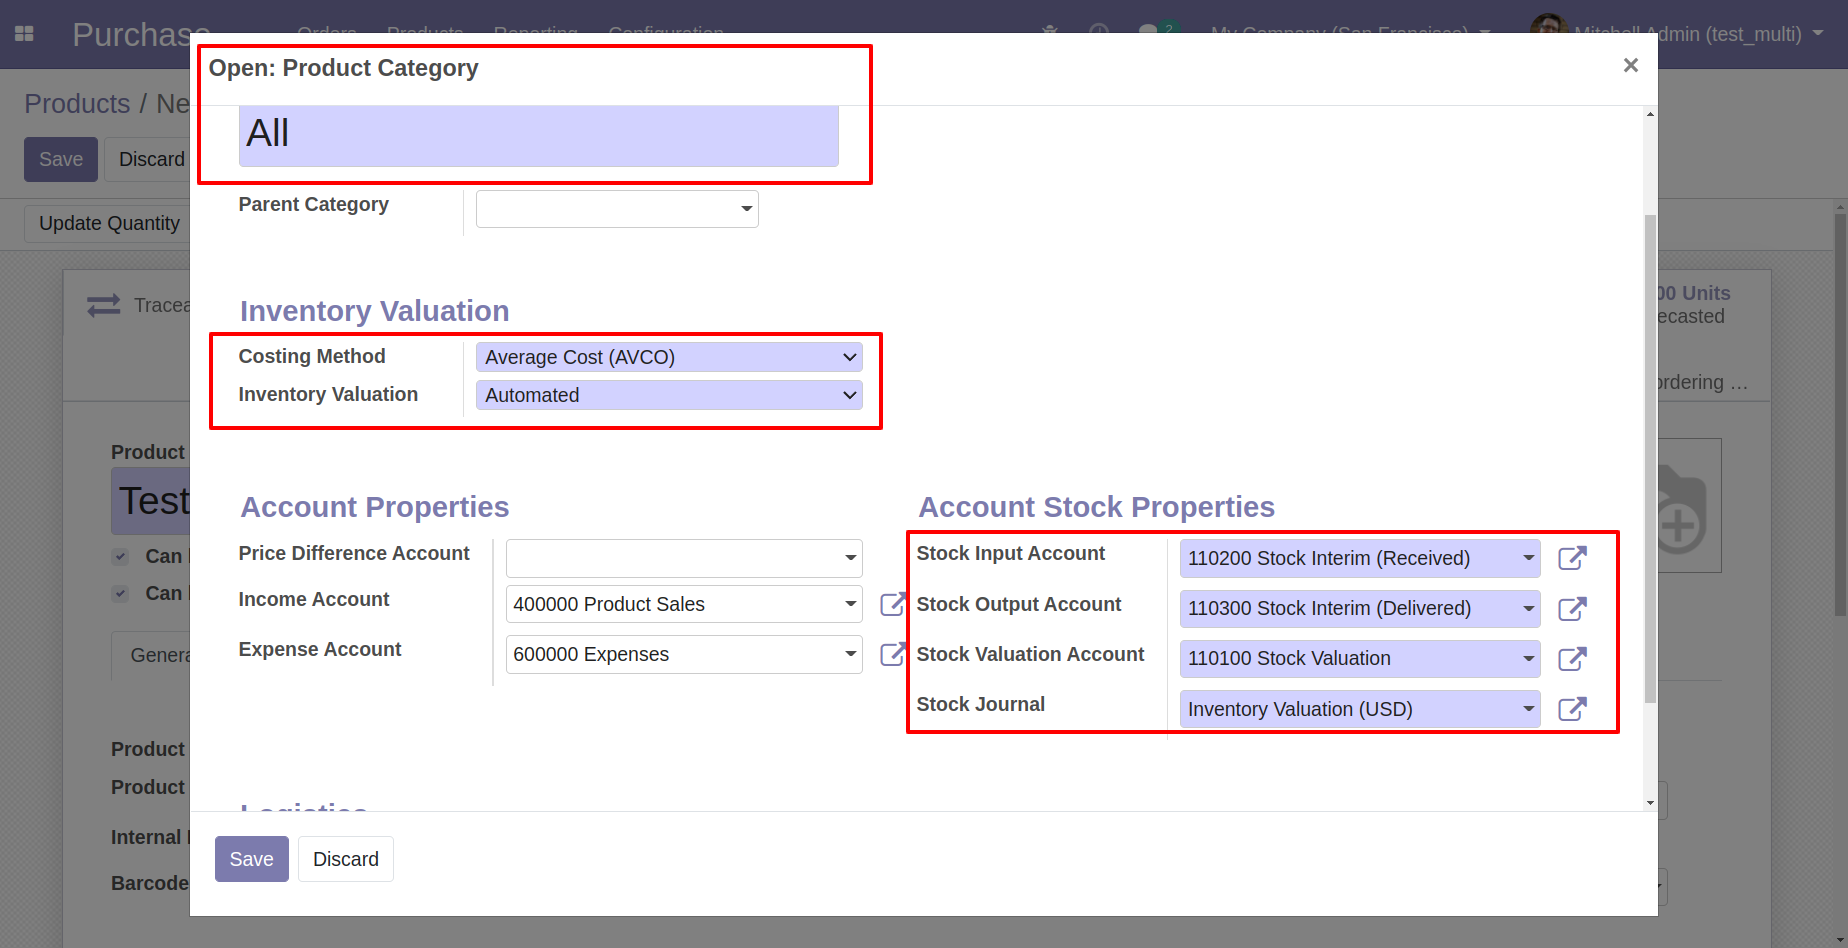 Purchase Orders Products Reporting Configuration 2 My Company (San Francisco) Mitchell Admin (test_multi)
Open: Product Category ×
Products / Ne
All
Save Discard
Parent Category
Update Quantity
00 Units
ecasted
Tracea
Inventory Valuation
Costing Method Average Cost (AVCO)
Inventory Valuation Automated
ordering ...
Product
Test
Account Properties Account Stock Properties
Can
Price Difference Account
Stock Input Account 110200 Stock Interim (Received)
Can
Income Account 400000 Product Sales
Stock Output Account 110300 Stock Interim (Delivered)
Genera
Expense Account 600000 Expenses
Stock Valuation Account 110100 Stock Valuation
Stock Journal Inventory Valuation (USD)
Product
Product
Logistics
Internal
Save Discard
Barcode